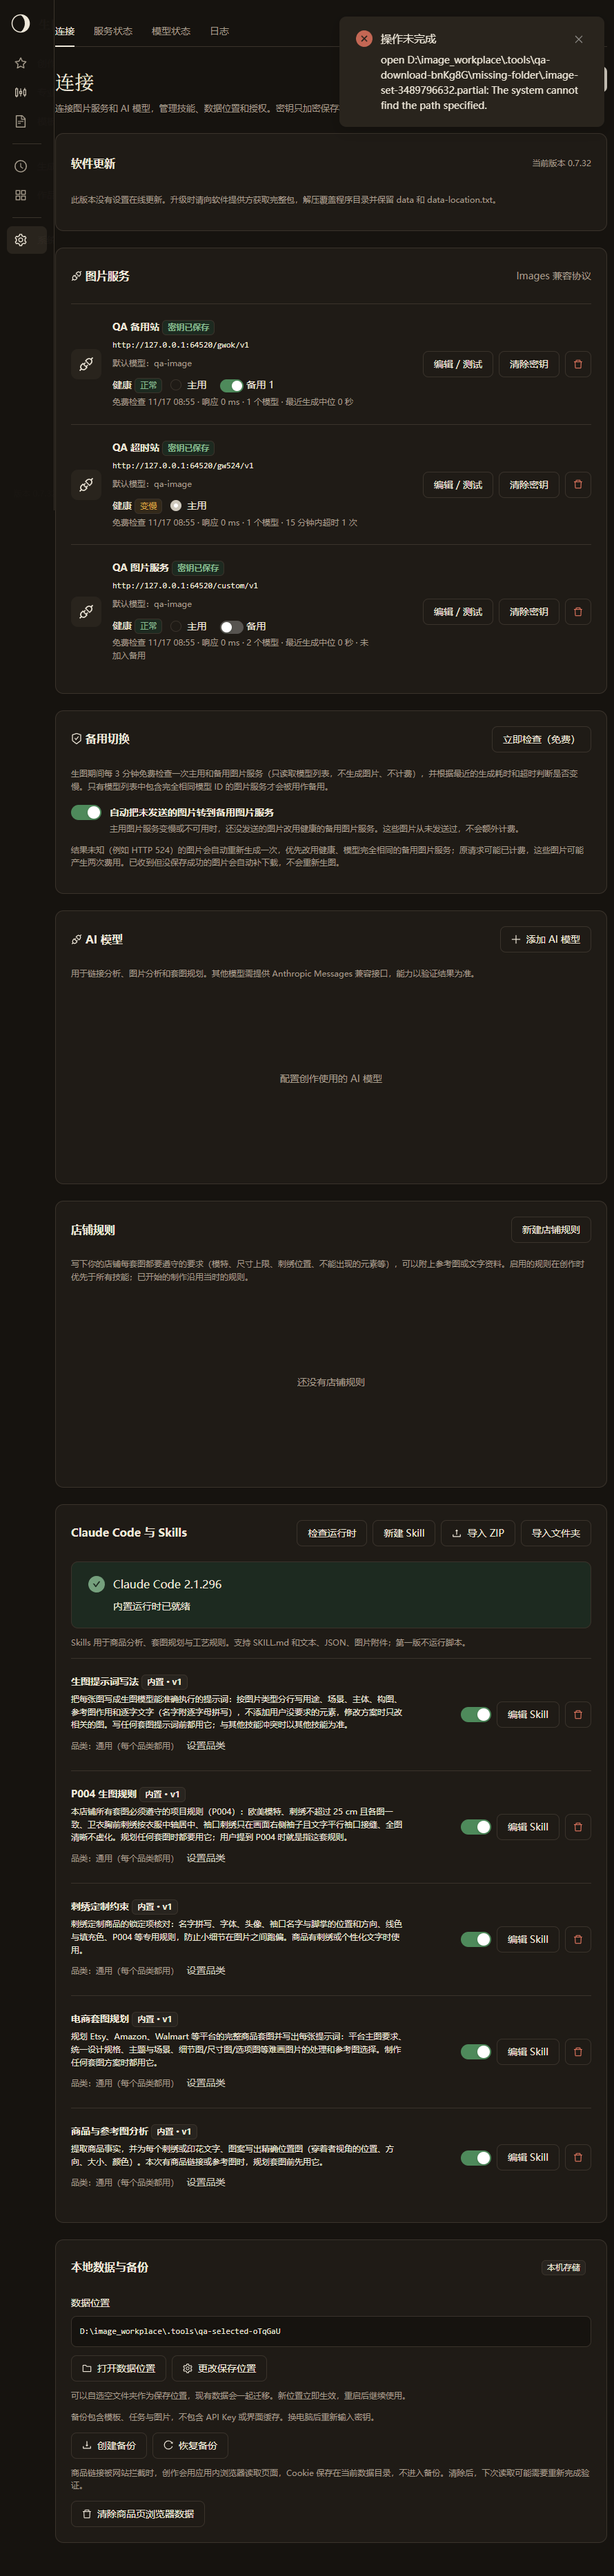 连接 服务状态 模型状态 日志
操作未完成
open D:\image_workplace\.tools\qa-
download-bnKg8G\missing-folder\.image-
set-3489796632.partial: The system cannot
find the path specified.
连接
连接图片服务和 AI 模型，管理技能、数据位置和授权。密钥只加密保存
软件更新
当前版本 0.7.32
此版本没有设置在线更新。升级时请向软件提供方获取完整包，解压覆盖程序目录并保留 data 和 data-location.txt。
图片服务
Images 兼容协议
QA 备用站 密钥已保存
http://127.0.0.1:64520/gwok/v1
默认模型：qa-image
健康 正常 主用 备用 1
免费检查 11/17 08:55 · 响应 0 ms · 1 个模型 · 最近生成中位 0 秒
编辑 / 测试 清除密钥
QA 超时站 密钥已保存
http://127.0.0.1:64520/gw524/v1
默认模型：qa-image
健康 变慢 主用
免费检查 11/17 08:55 · 响应 0 ms · 1 个模型 · 15 分钟内超时 1 次
编辑 / 测试 清除密钥
QA 图片服务 密钥已保存
http://127.0.0.1:64520/custom/v1
默认模型：qa-image
健康 正常 主用 备用
免费检查 11/17 08:55 · 响应 0 ms · 2 个模型 · 最近生成中位 0 秒 · 未
加入备用
编辑 / 测试 清除密钥
备用切换
立即检查（免费）
生图期间每 3 分钟免费检查一次主用和备用图片服务（只读取模型列表，不生成图片、不计费），并根据最近的生成耗时和超时判断是否变
慢。只有模型列表中包含完全相同模型 ID 的图片服务才会被用作备用。
自动把未发送的图片转到备用图片服务
主用图片服务变慢或不可用时，还没发送的图片改用健康的备用图片服务。这些图片从未发送过，不会额外计费。
结果未知（例如 HTTP 524）的图片会自动重新生成一次，优先改用健康、模型完全相同的备用图片服务；原请求可能已计费，这些图片可能
产生两次费用。已收到但没保存成功的图片会自动补下载，不会重新生图。
AI 模型
添加 AI 模型
用于链接分析、图片分析和套图规划。其他模型需提供 Anthropic Messages 兼容接口，能力以验证结果为准。
配置创作使用的 AI 模型
店铺规则
新建店铺规则
写下你的店铺每套图都要遵守的要求（模特、尺寸上限、刺绣位置、不能出现的元素等），可以附上参考图或文字资料。启用的规则在创作时
优先于所有技能；已开始的制作沿用当时的规则。
还没有店铺规则
Claude Code 与 Skills
检查运行时 新建 Skill 导入 ZIP 导入文件夹
Claude Code 2.1.296
内置运行时已就绪
Skills 用于商品分析、套图规划与工艺规则。支持 SKILL.md 和文本、JSON、图片附件；第一版不运行脚本。
生图提示词写法 内置 · v1
把每张图写成生图模型能准确执行的提示词：按图片类型分行写用途、场景、主体、构图、
参考图作用和逐字文字（名字附逐字母拼写），不添加用户没要求的元素，修改方案时只改
相关的图。写任何套图提示词前都用它；与其他技能冲突时以其他技能为准。
品类：通用（每个品类都用） 设置品类
编辑 Skill
P004 生图规则 内置 · v1
本店铺所有套图必须遵守的项目规则（P004）：欧美模特、刺绣不超过 25 cm 且各图一
致、卫衣胸前刺绣按衣服中轴居中、袖口刺绣只在画面右侧袖子且文字平行袖口接缝、全图
清晰不虚化。规划任何套图时都要用它；用户提到 P004 时就是指这套规则。
品类：通用（每个品类都用） 设置品类
编辑 Skill
刺绣定制约束 内置 · v1
刺绣定制商品的锁定项核对：名字拼写、字体、头像、袖口名字与脚掌的位置和方向、线色
与填充色、P004 等专用规则，防止小细节在图片之间跑偏。商品有刺绣或个性化文字时使
用。
品类：通用（每个品类都用） 设置品类
编辑 Skill
电商套图规划 内置 · v1
规划 Etsy、Amazon、Walmart 等平台的完整商品套图并写出每张提示词：平台主图要求、
统一设计规格、主题与场景、细节图/尺寸图/选项图等难画图片的处理和参考图选择。制作
任何套图方案时都用它。
品类：通用（每个品类都用） 设置品类
编辑 Skill
商品与参考图分析 内置 · v1
提取商品事实，并为每个刺绣或印花文字、图案写出精确位置图（穿着者视角的位置、方
向、大小、颜色）。本次有商品链接或参考图时，规划套图前先用它。
品类：通用（每个品类都用） 设置品类
编辑 Skill
本地数据与备份
本机存储
数据位置
D:\image_workplace\.tools\qa-selected-oTqGaU
打开数据位置 更改保存位置
可以自选空文件夹作为保存位置，现有数据会一起迁移。新位置立即生效，重启后继续使用。
备份包含模板、任务与图片，不包含 API Key 或界面缓存。换电脑后重新输入密钥。
创建备份 恢复备份
商品链接被网站拦截时，创作会用应用内浏览器读取页面，Cookie 保存在当前数据目录，不进入备份。清除后，下次读取可能需要重新完成验
证。
清除商品页浏览器数据